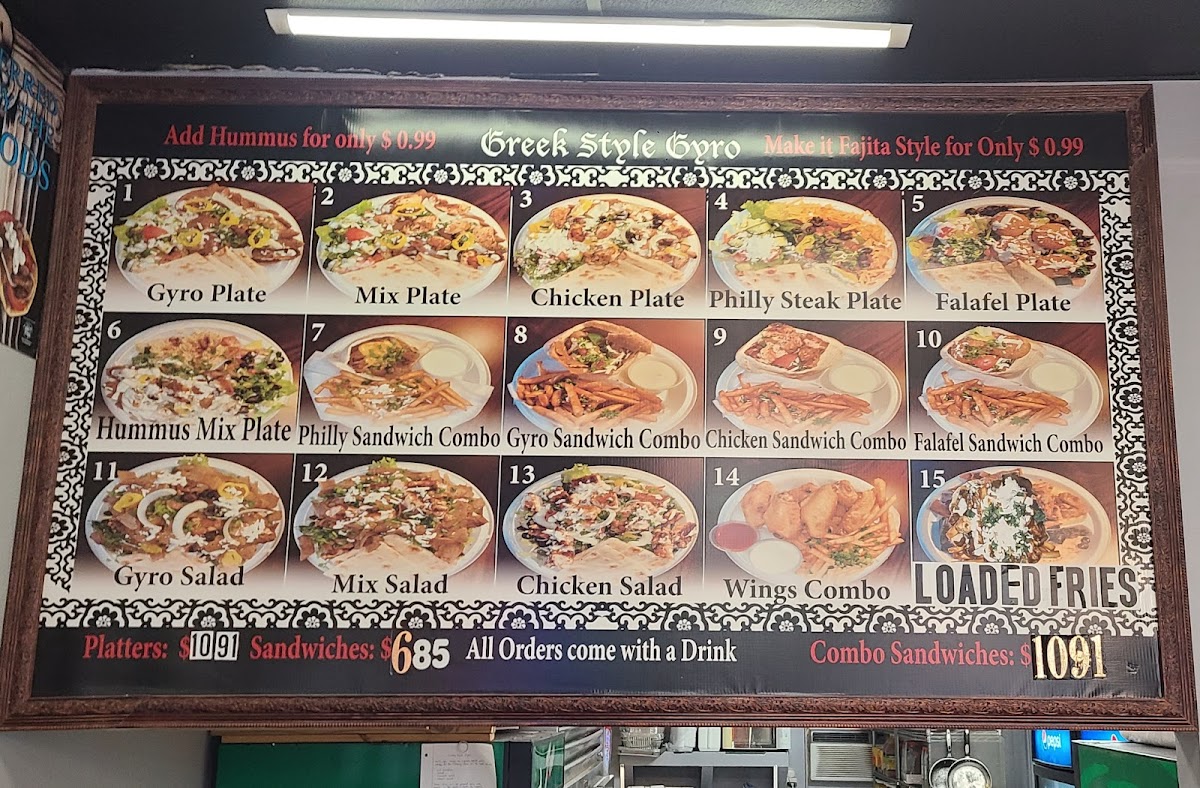 Add Hummus for only $ 0.99 Greek Style Gyro Make it Fajita Style for Only $ 0.99
1 2 3 4 5
Gyro Plate Mix Plate Chicken Plate Philly Steak Plate Falafel Plate
6 7 8 9 10
Hummus Mix Plate Philly Sandwich Combo Gyro Sandwich Combo Chicken Sandwich Combo Falafel Sandwich Combo
11 12 13 14 15
Gyro Salad Mix Salad Chicken Salad Wings Combo LOADED FRIES
Platters: $1091 Sandwiches: $685 All Orders come with a Drink Combo Sandwiches: $1091
pepsi